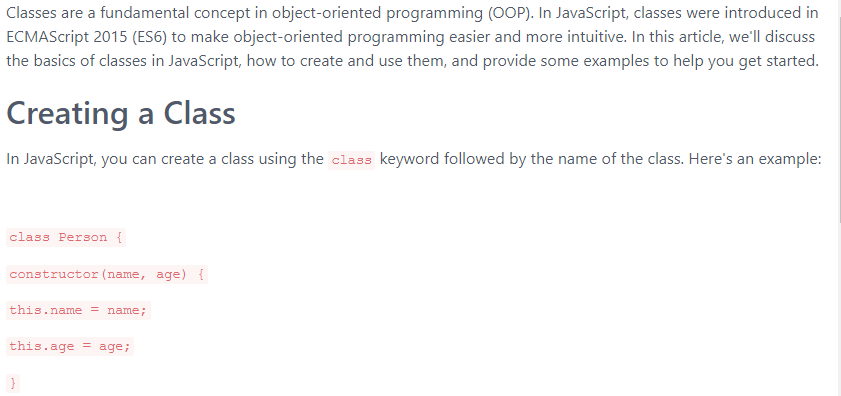 Classes are a fundamental concept in object-oriented programming (OOP). In JavaScript, classes were introduced in
ECMAScript 2015 (ES6) to make object-oriented programming easier and more intuitive. In this article, we'll discuss
the basics of classes in JavaScript, how to create and use them, and provide some examples to help you get started.
Creating a Class
In JavaScript, you can create a class using the class keyword followed by the name of the class. Here's an example:
class Person {
constructor(name, age) {
this.name = name;
this.age = age;
}